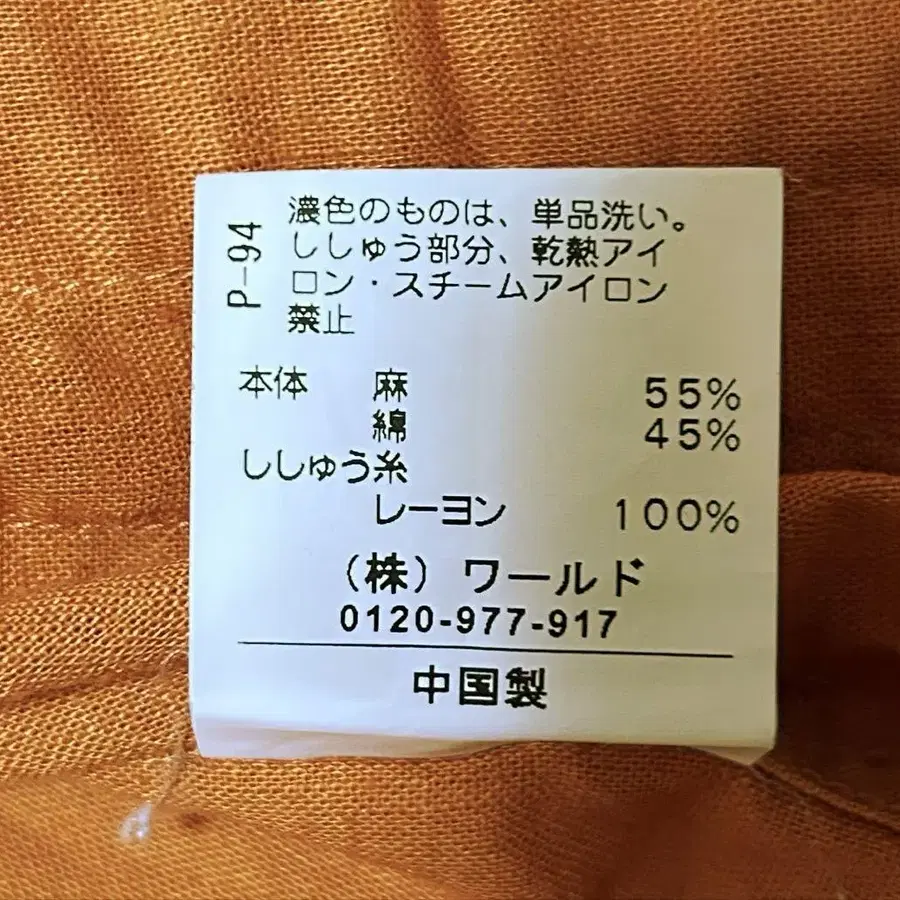 P-94
濃色のものは、単品洗い。
ししゅう部分、乾熱アイ
ロン・スチームアイロン
禁止
本体 麻 55%
綿 45%
ししゅう糸
レーヨン 100%
（株）ワールド
0120-977-917
中国製